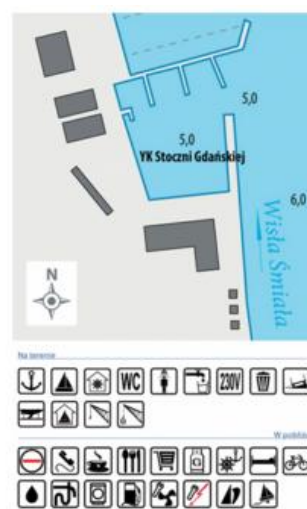 5,0
5,0
YK Stoczni Gdańskiej
6,0
Wisła Śmiała
N
Na terenie
WC
230V
W pobliżu